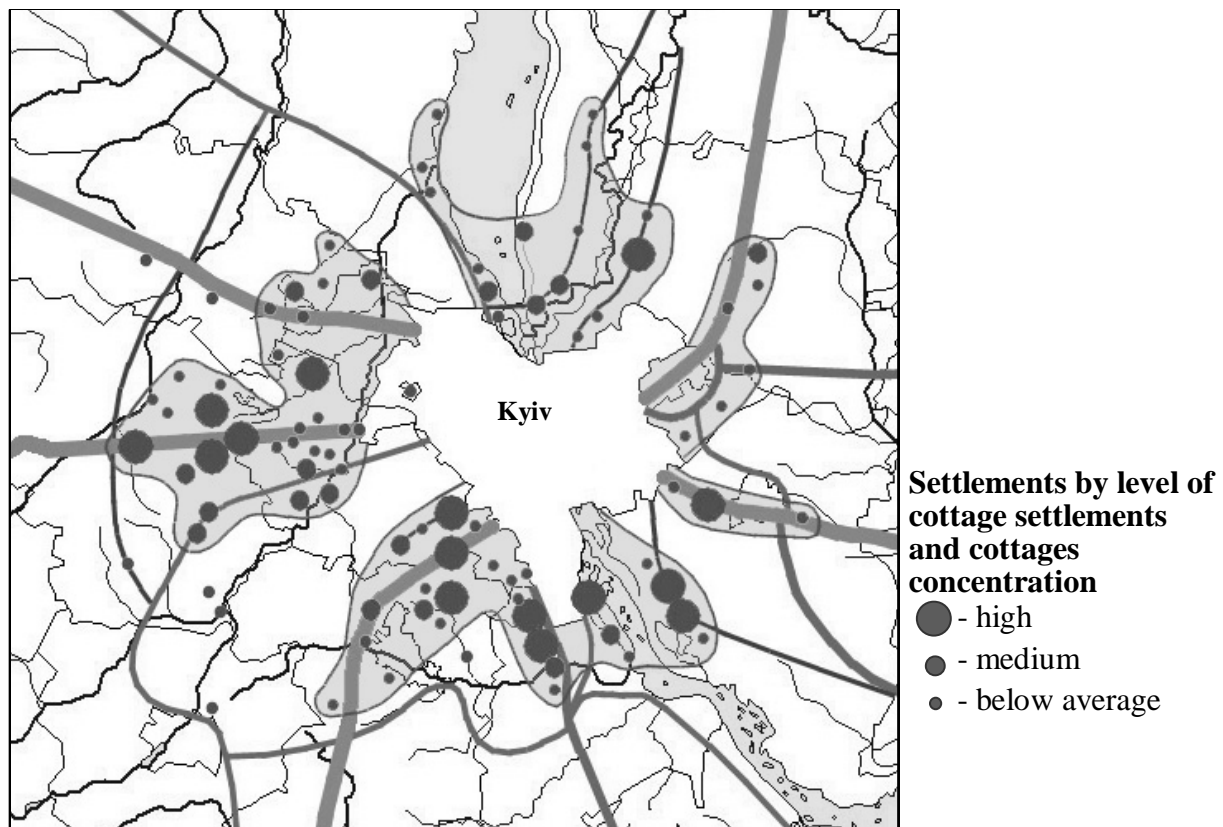 Kyiv
Settlements by level of
cottage settlements
and cottages
concentration
- high
- medium
- below average